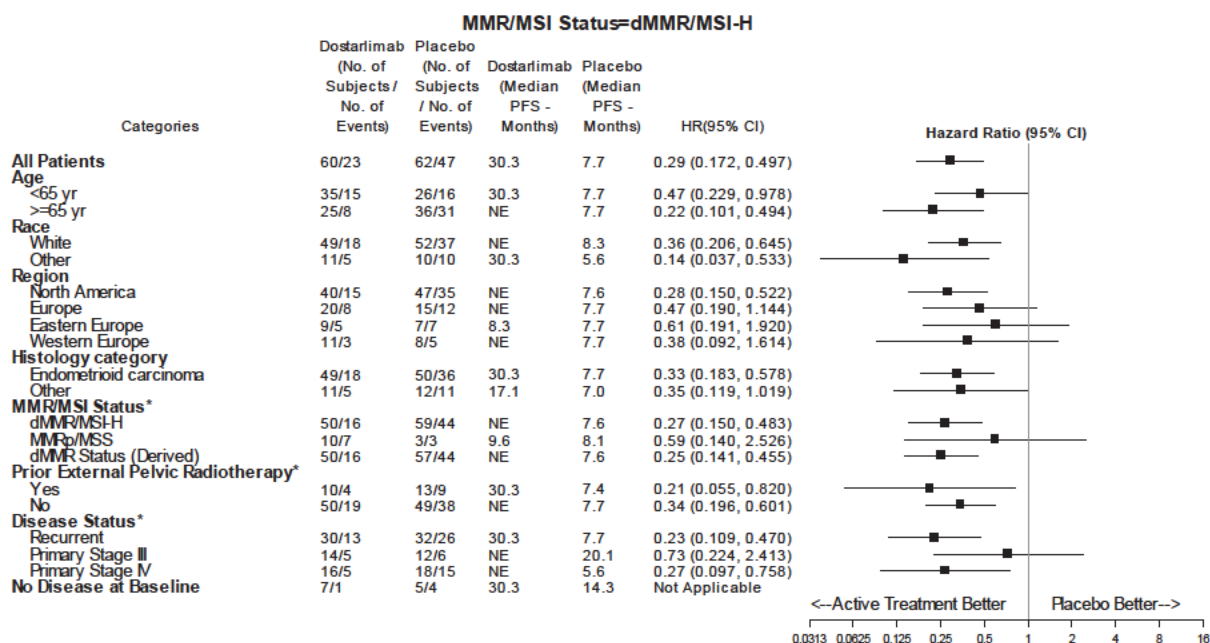 MMR/MSI Status=dMMR/MSI-H
Dostarlimab Placebo
(No. of (No. of Dostarlimab Placebo
Subjects / Subjects (Median (Median
No. of / No. of PFS - PFS -
Categories Events) Events) Months) Months) HR(95% CI)
Hazard Ratio (95% CI)
All Patients 60/23 62/47 30.3 7.7 0.29 (0.172, 0.497)
Age
<65 yr 35/15 26/16 30.3 7.7 0.47 (0.229, 0.978)
>=65 yr 25/8 36/31 NE 7.7 0.22 (0.101, 0.494)
Race
White 49/18 52/37 NE 8.3 0.36 (0.206, 0.645)
Other 11/5 10/10 30.3 5.6 0.14 (0.037, 0.533)
Region
North America 40/15 47/35 NE 7.6 0.28 (0.150, 0.522)
Europe 20/8 15/12 NE 7.7 0.47 (0.190, 1.144)
Eastern Europe 9/5 7/7 8.3 7.7 0.61 (0.191, 1.920)
Western Europe 11/3 8/5 NE 7.7 0.38 (0.092, 1.614)
Histology category
Endometrioid carcinoma 49/18 50/36 30.3 7.7 0.33 (0.183, 0.578)
Other 11/5 12/11 17.1 7.0 0.35 (0.119, 1.019)
MMR/MSI Status*
dMMR/MSI-H 50/16 59/44 NE 7.6 0.27 (0.150, 0.483)
MMRp/MSS 10/7 3/3 9.6 8.1 0.59 (0.140, 2.526)
dMMR Status (Derived) 50/16 57/44 NE 7.6 0.25 (0.141, 0.455)
Prior External Pelvic Radiotherapy*
Yes 10/4 13/9 30.3 7.4 0.21 (0.055, 0.820)
No 50/19 49/38 NE 7.7 0.34 (0.196, 0.601)
Disease Status*
Recurrent 30/13 32/26 30.3 7.7 0.23 (0.109, 0.470)
Primary Stage III 14/5 12/6 NE 20.1 0.73 (0.224, 2.413)
Primary Stage IV 16/5 18/15 NE 5.6 0.27 (0.097, 0.758)
No Disease at Baseline 7/1 5/4 30.3 14.3 Not Applicable
<--Active Treatment Better Placebo Better-->
0.0313 0.0625 0.125 0.25 0.5 1 2 4 8 16